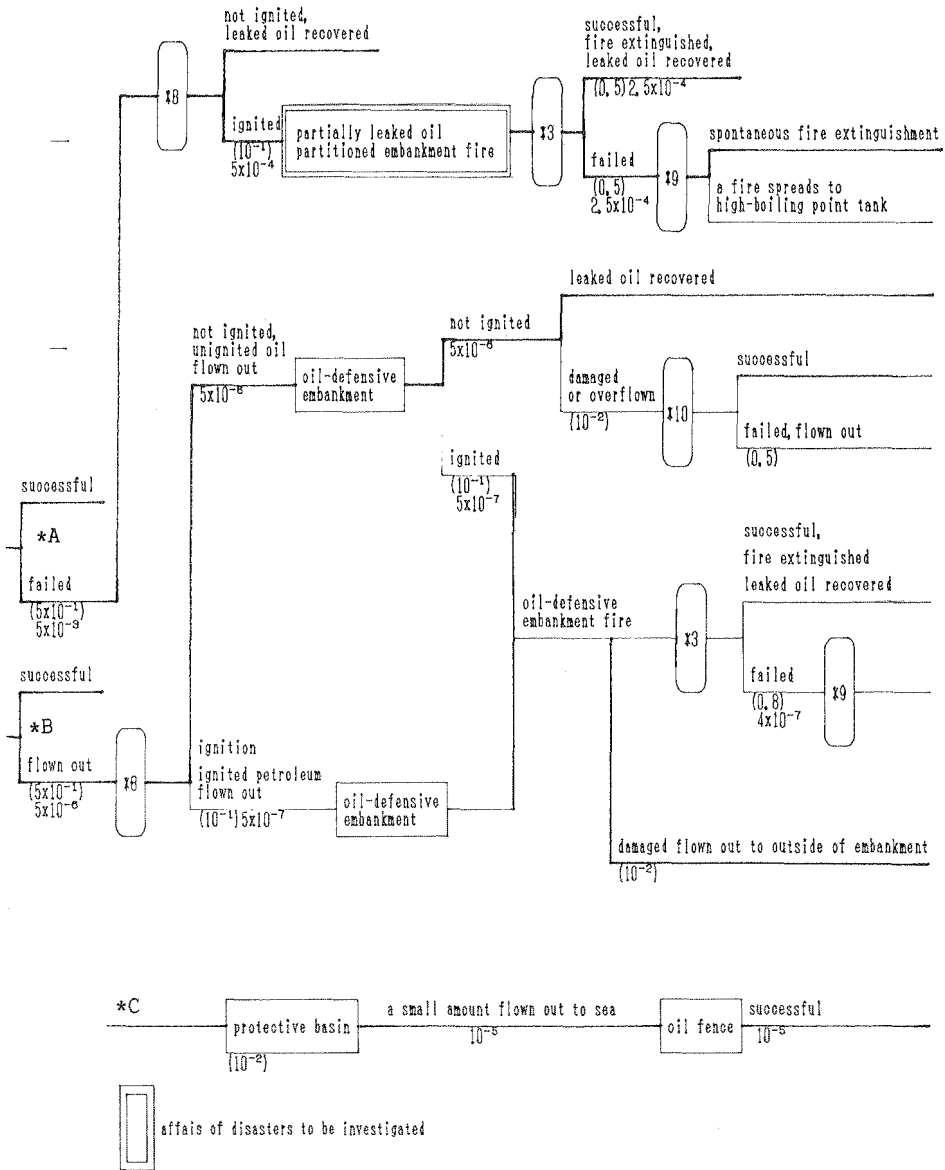 not ignited,
leaked oil recovered
※8
ignited
(10⁻¹)
5x10⁻⁴
partially leaked oil
partitioned embankment fire
※3
successful,
fire extinguished,
leaked oil recovered
(0,5)2,5x10⁻⁴
failed
(0,5)
2,5x10⁻⁴
※9
spontaneous fire extinguishment
a fire spreads to
high-boiling point tank
leaked oil recovered
not ignited,
unignited oil
flown out
5x10⁻⁶
oil-defensive
embankment
not ignited
5x10⁻⁶
damaged
or overflown
(10⁻²)
※10
successful
failed, flown out
(0,5)
ignited
(10⁻¹)
5x10⁻⁷
successful
*A
failed
(5x10⁻¹)
5x10⁻³
successful
*B
flown out
(5x10⁻¹)
5x10⁻⁶
※8
ignition
ignited petroleum
flown out
(10⁻¹)5x10⁻⁷
oil-defensive
embankment
oil-defensive
embankment fire
※3
successful,
fire extinguished
leaked oil recovered
failed
(0,8)
4x10⁻⁷
※9
damaged flown out to outside of embankment
(10⁻²)
*C
protective basin
(10⁻²)
a small amount flown out to sea
10⁻⁵
oil fence
successful
10⁻⁵
affais of disasters to be investigated